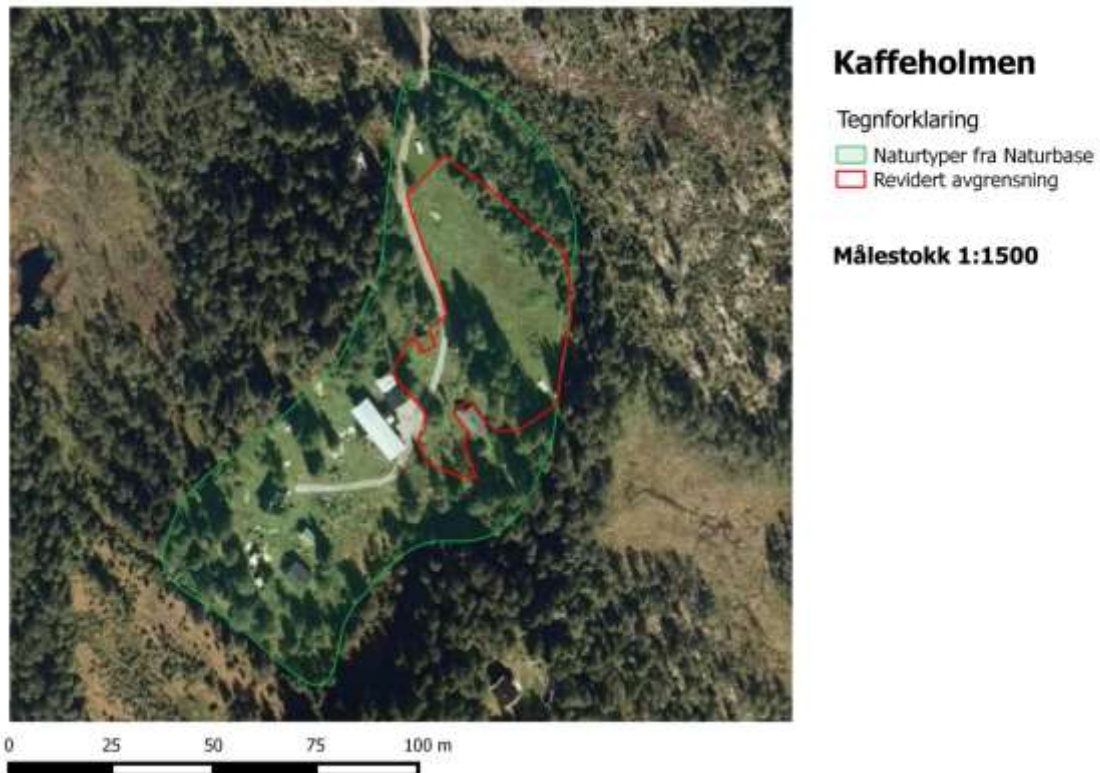 Kaffeholmen
Tegnforklaring
Naturtyper fra Naturbase
Revidert avgrensning
Målestokk 1:1500
0 25 50 75 100 m